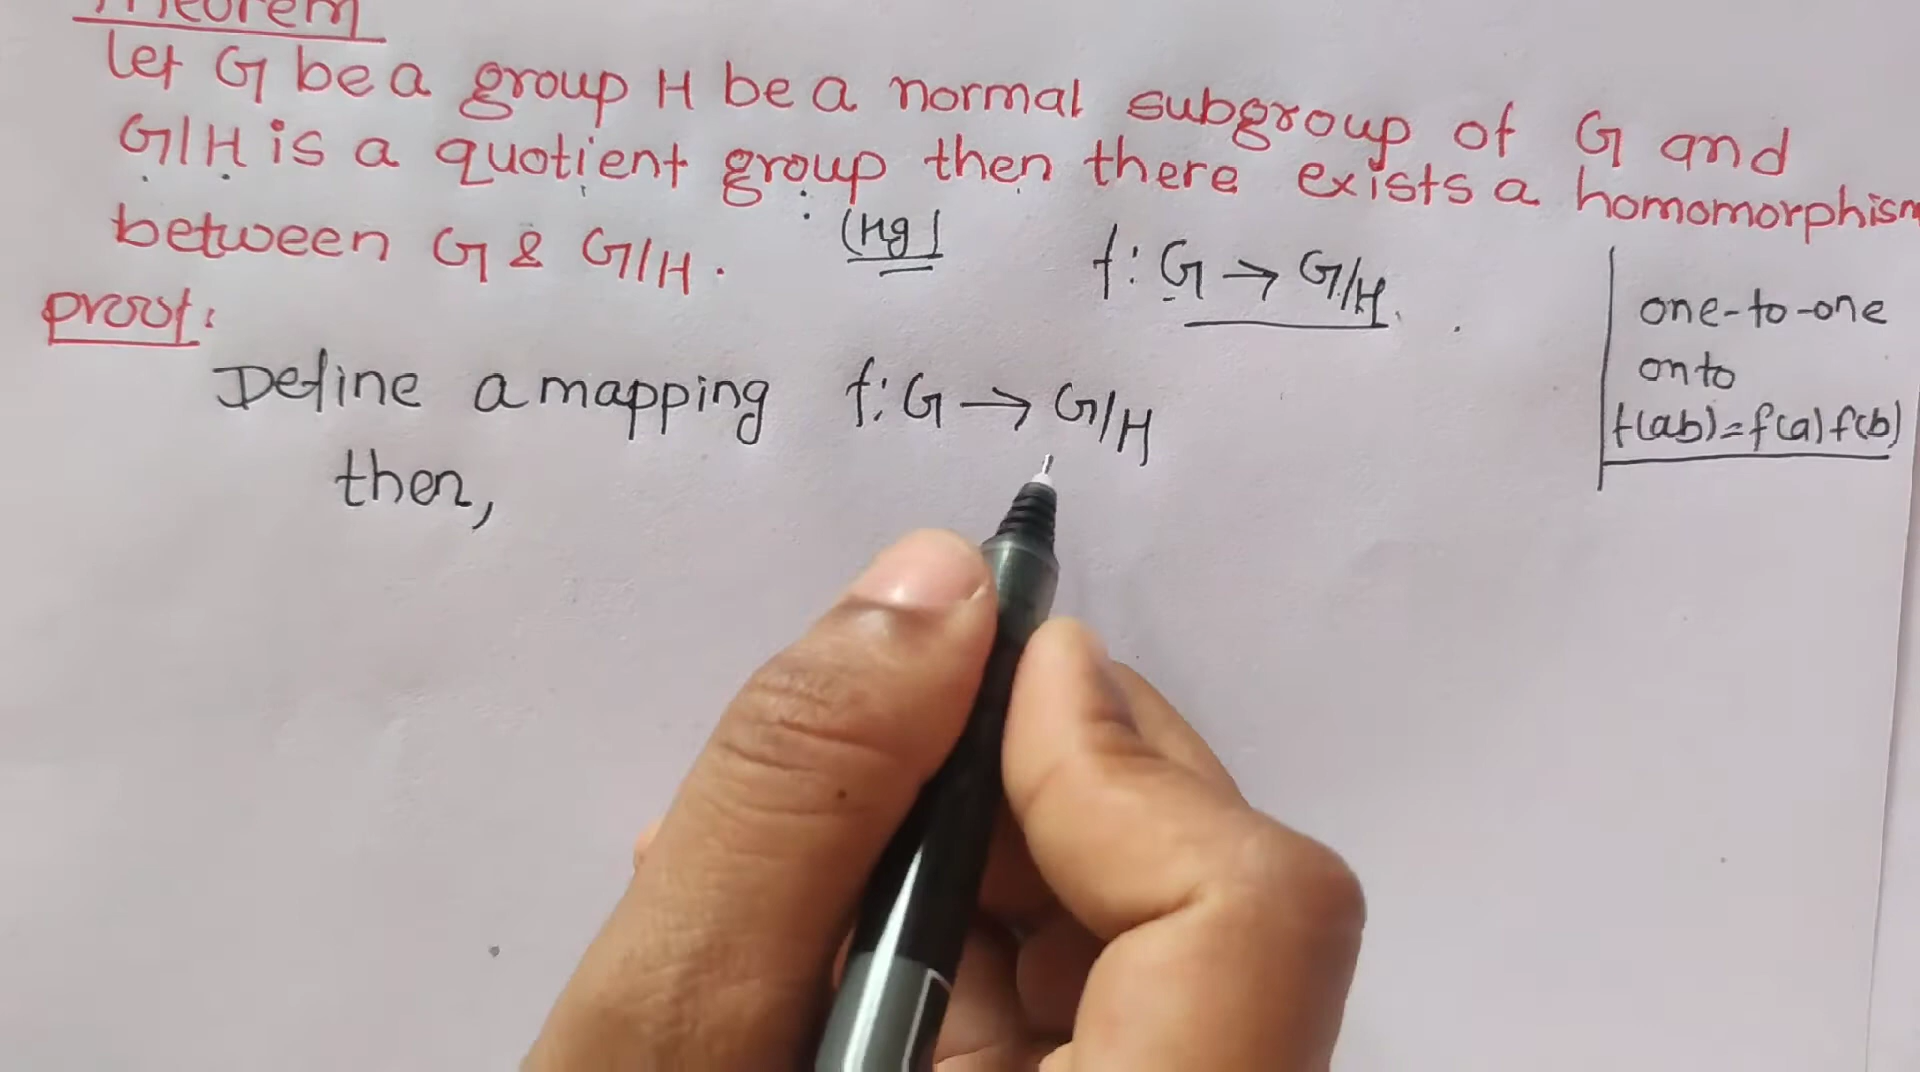 Theorem
let G be a group H be a normal subgroup of G and
G/H is a quotient group then there exists a homomorphism
between G & G/H.
(Hg)
f: G → G/H.
proof:
one-to-one
onto
f(ab) = f(a) f(b)
Define a mapping f: G → G/H
then,